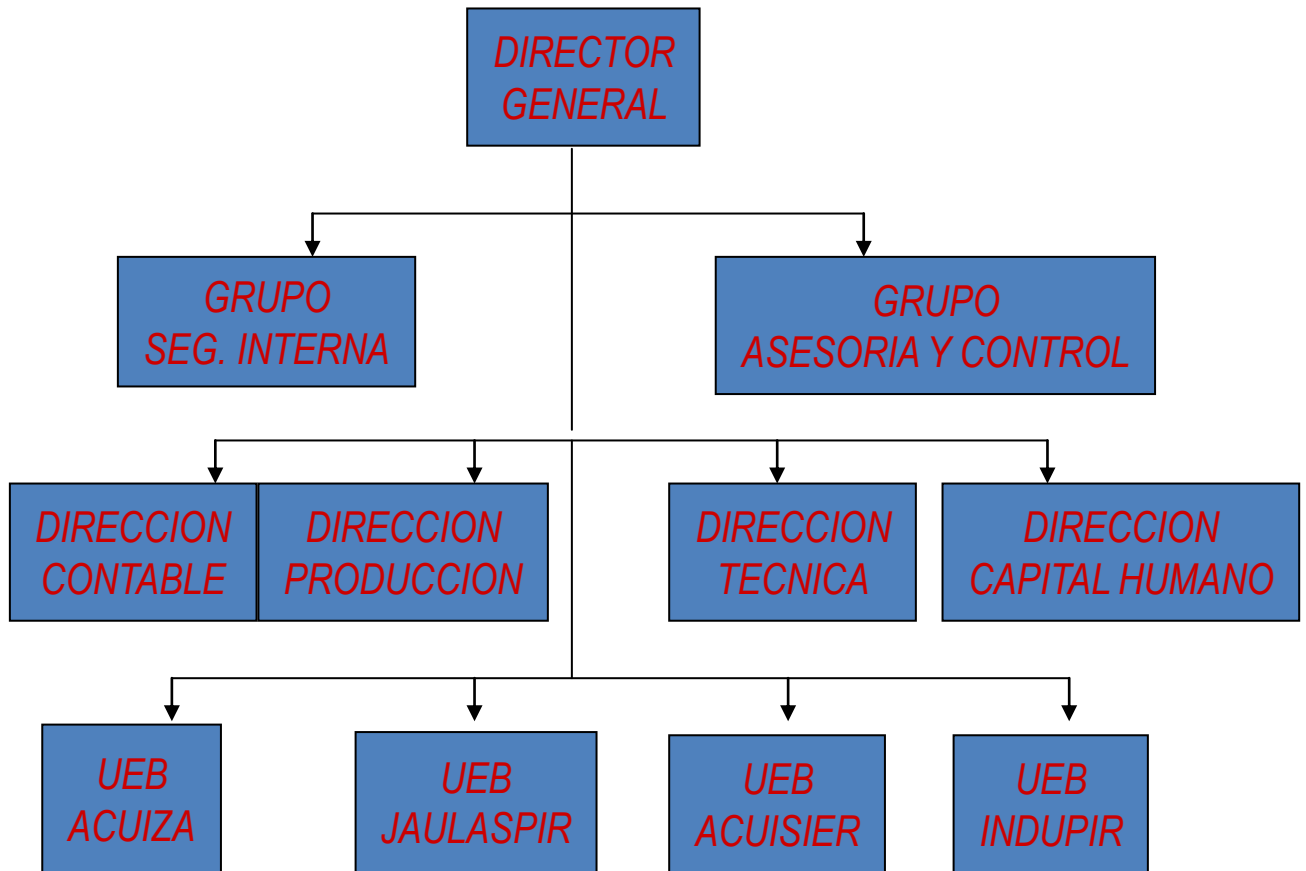 DIRECTOR
GENERAL
GRUPO
SEG. INTERNA
GRUPO
ASESORIA Y CONTROL
DIRECCION
CONTABLE
DIRECCION
PRODUCCION
DIRECCION
TECNICA
DIRECCION
CAPITAL HUMANO
UEB
ACUIZA
UEB
JAULASPIR
UEB
ACUISIER
UEB
INDUPIR